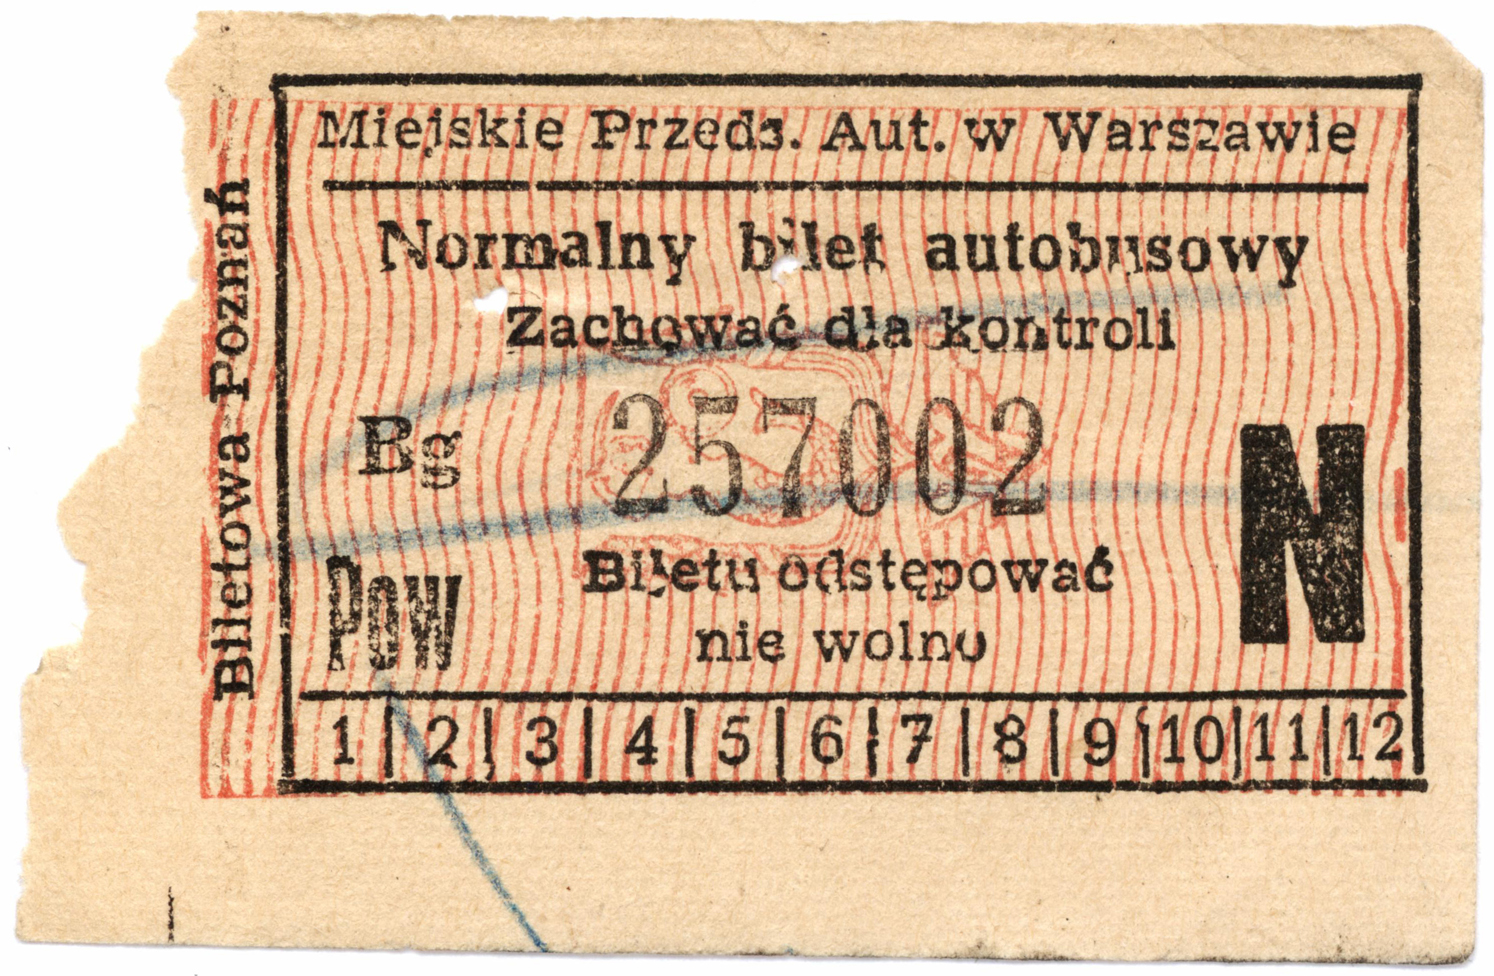 Miejskie Przeds. Aut. w Warszawie
Normalny bilet autobusowy
Zachować dla kontroli
Bg 257002
N
Pow
Biletu odstępować
nie wolno
1|2|3|4|5|6|7|8|9|10|11|12
Biletowa Poznań